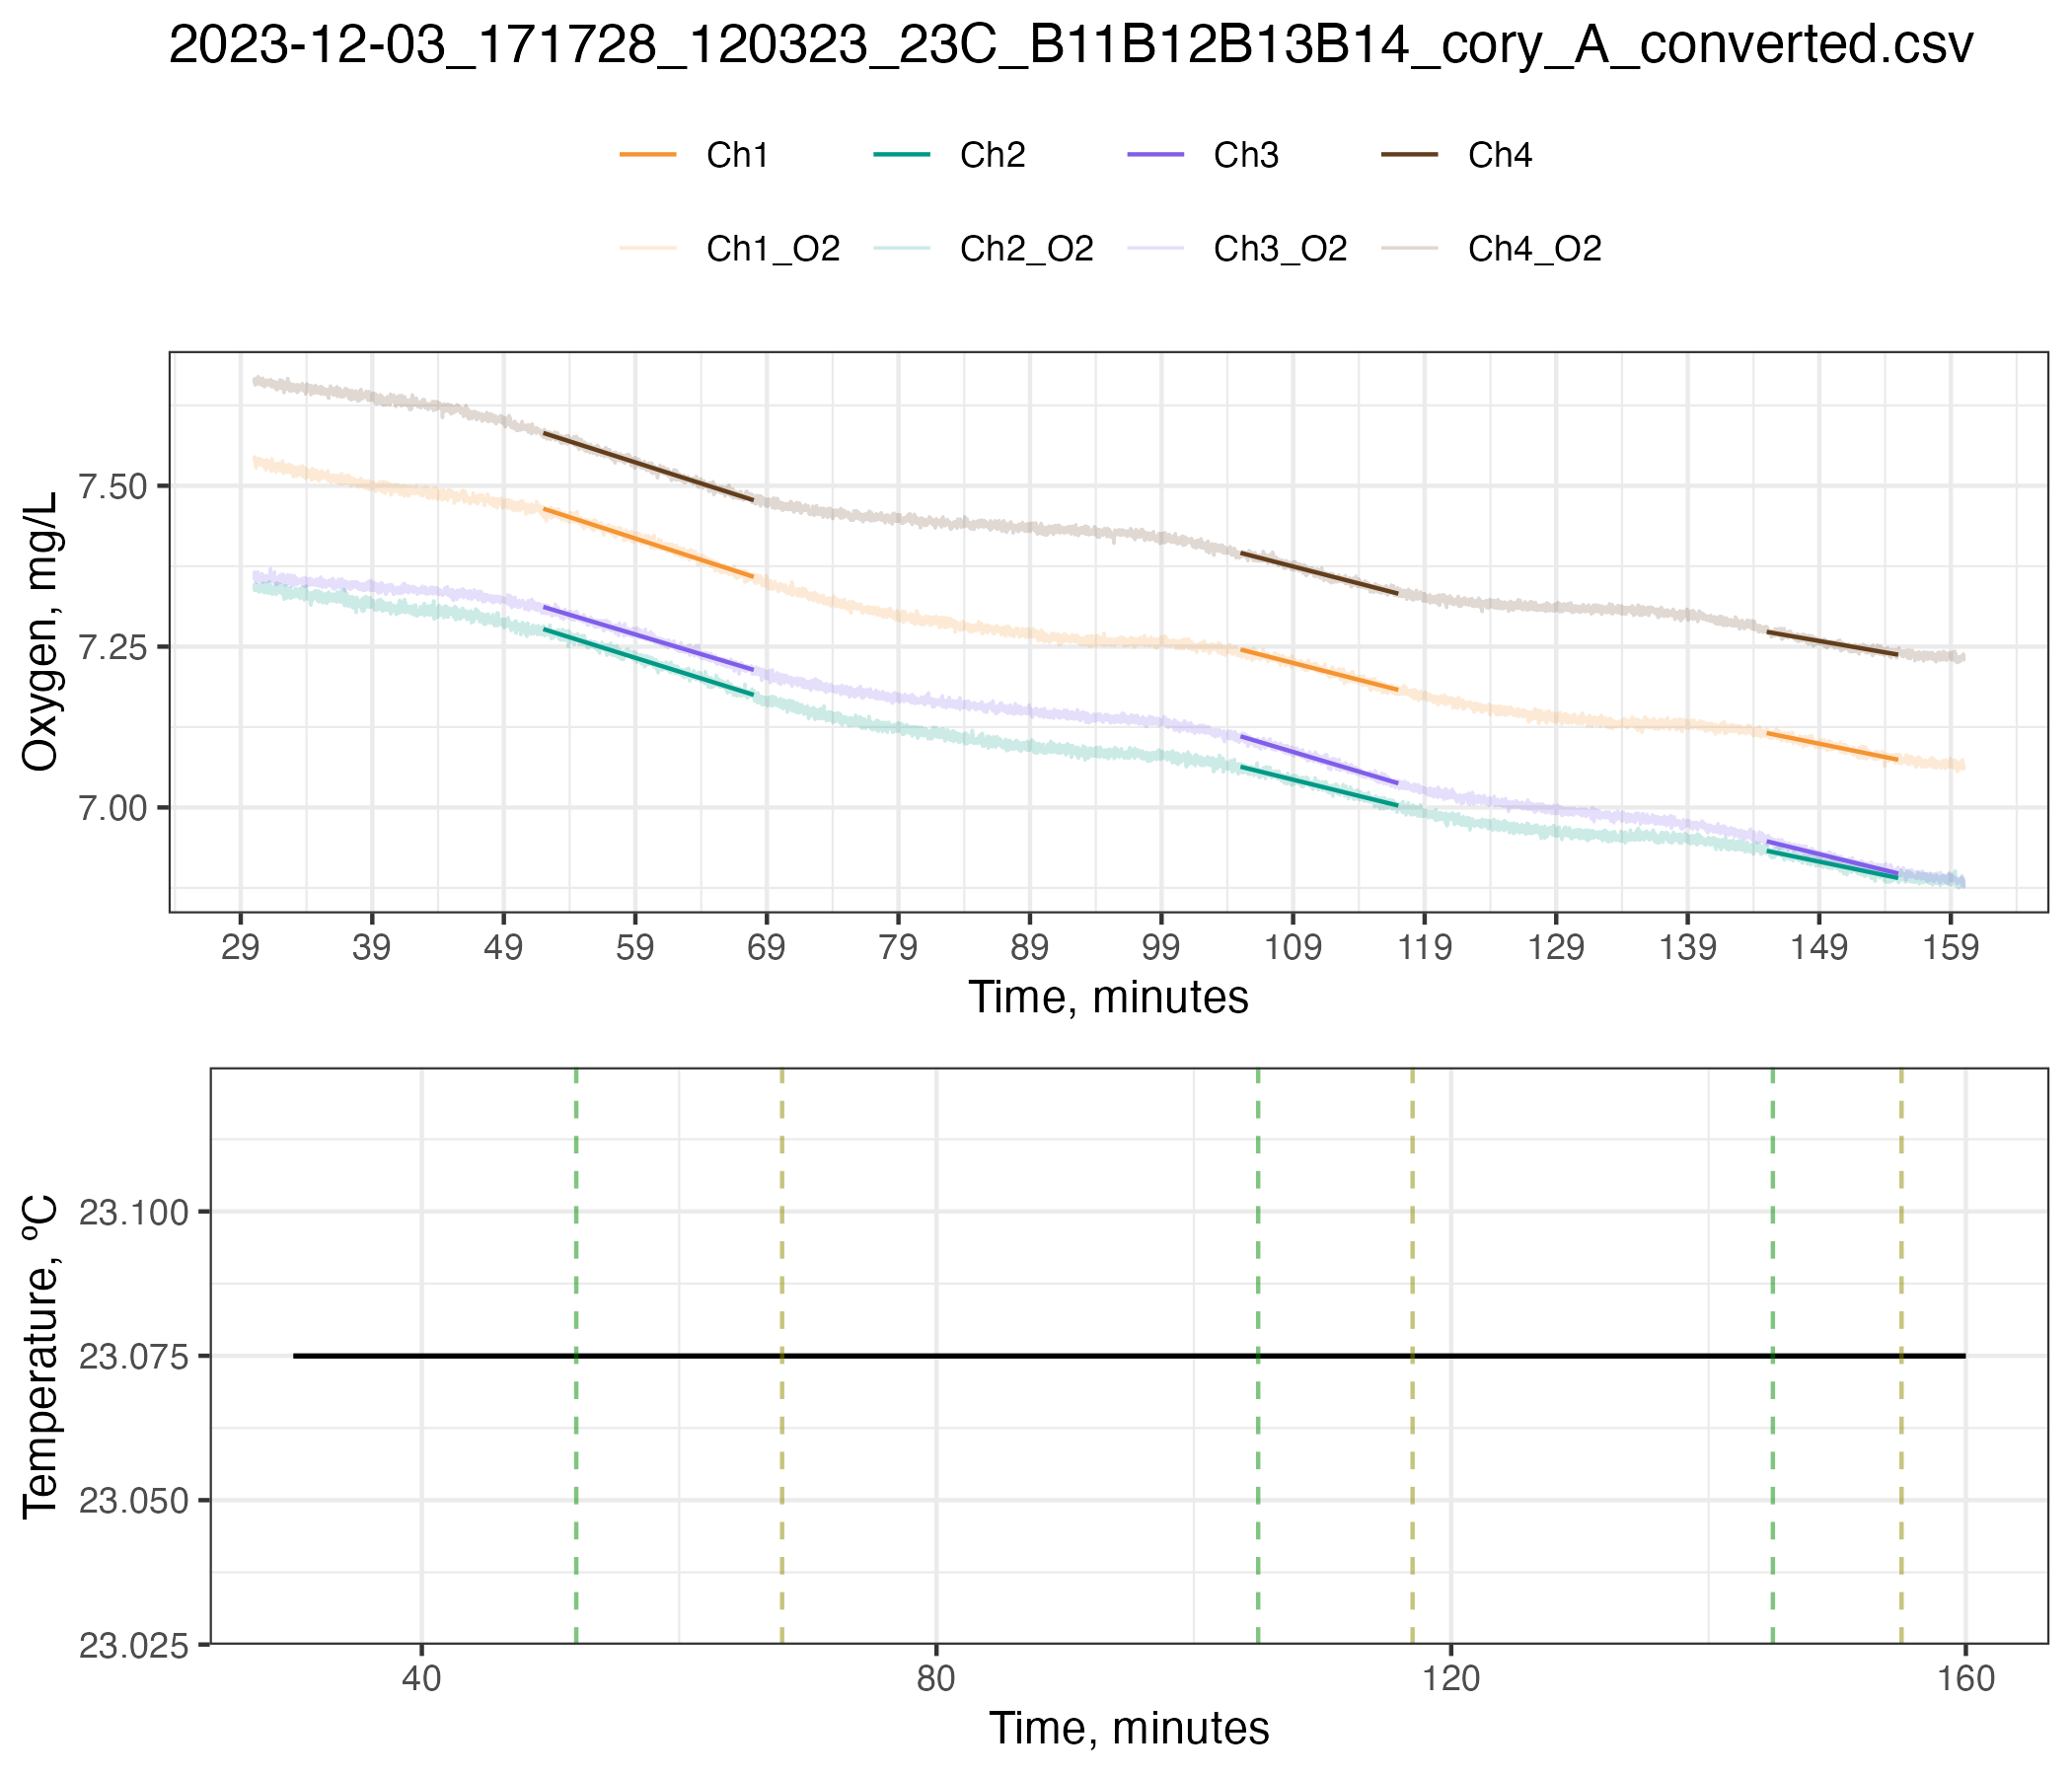 2023-12-03_171728_120323_23C_B11B12B13B14_cory_A_converted.csv
Ch1 Ch2 Ch3 Ch4
Ch1_O2 Ch2_O2 Ch3_O2 Ch4_O2
Oxygen, mg/L
7.50
7.25
7.00
29 39 49 59 69 79 89 99 109 119 129 139 149 159
Time, minutes
Temperature, ºC
23.100
23.075
23.050
23.025
40 80 120 160
Time, minutes